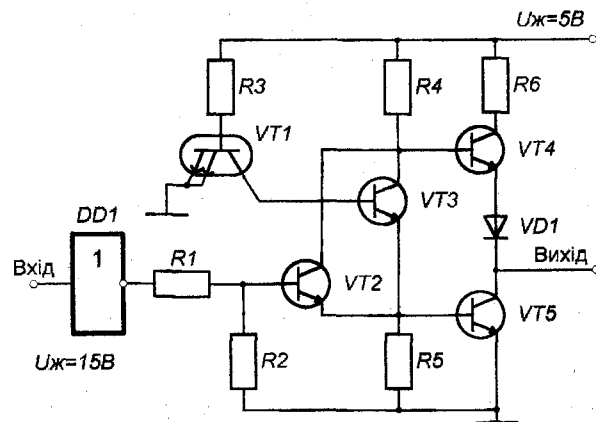 Uж=5В
R3
R4
R6
VT1
VT4
DD1
VT3
VD1
Вхід
1
R1
VT2
Вихід
VT5
Uж=15В
R2
R5